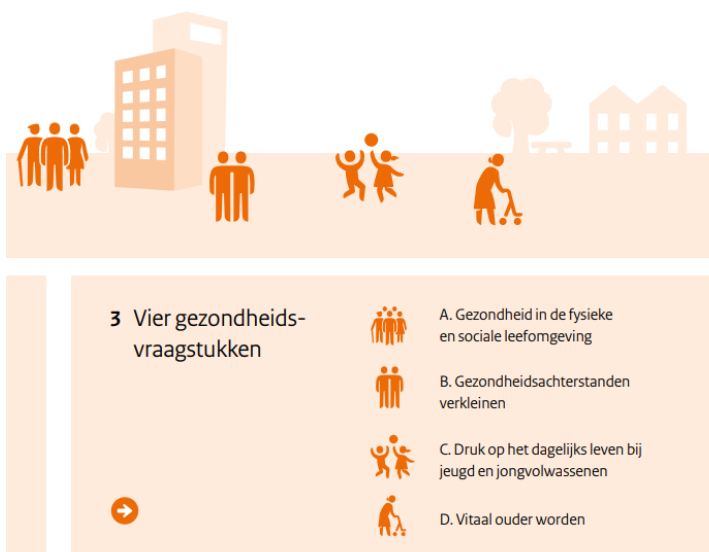 3 Vier gezondheids-
vraagstukken
A. Gezondheid in de fysieke
en sociale leefomgeving
B. Gezondheidsachterstanden
verkleinen
C. Druk op het dagelijks leven bij
jeugd en jongvolwassenen
D. Vitaal ouder worden